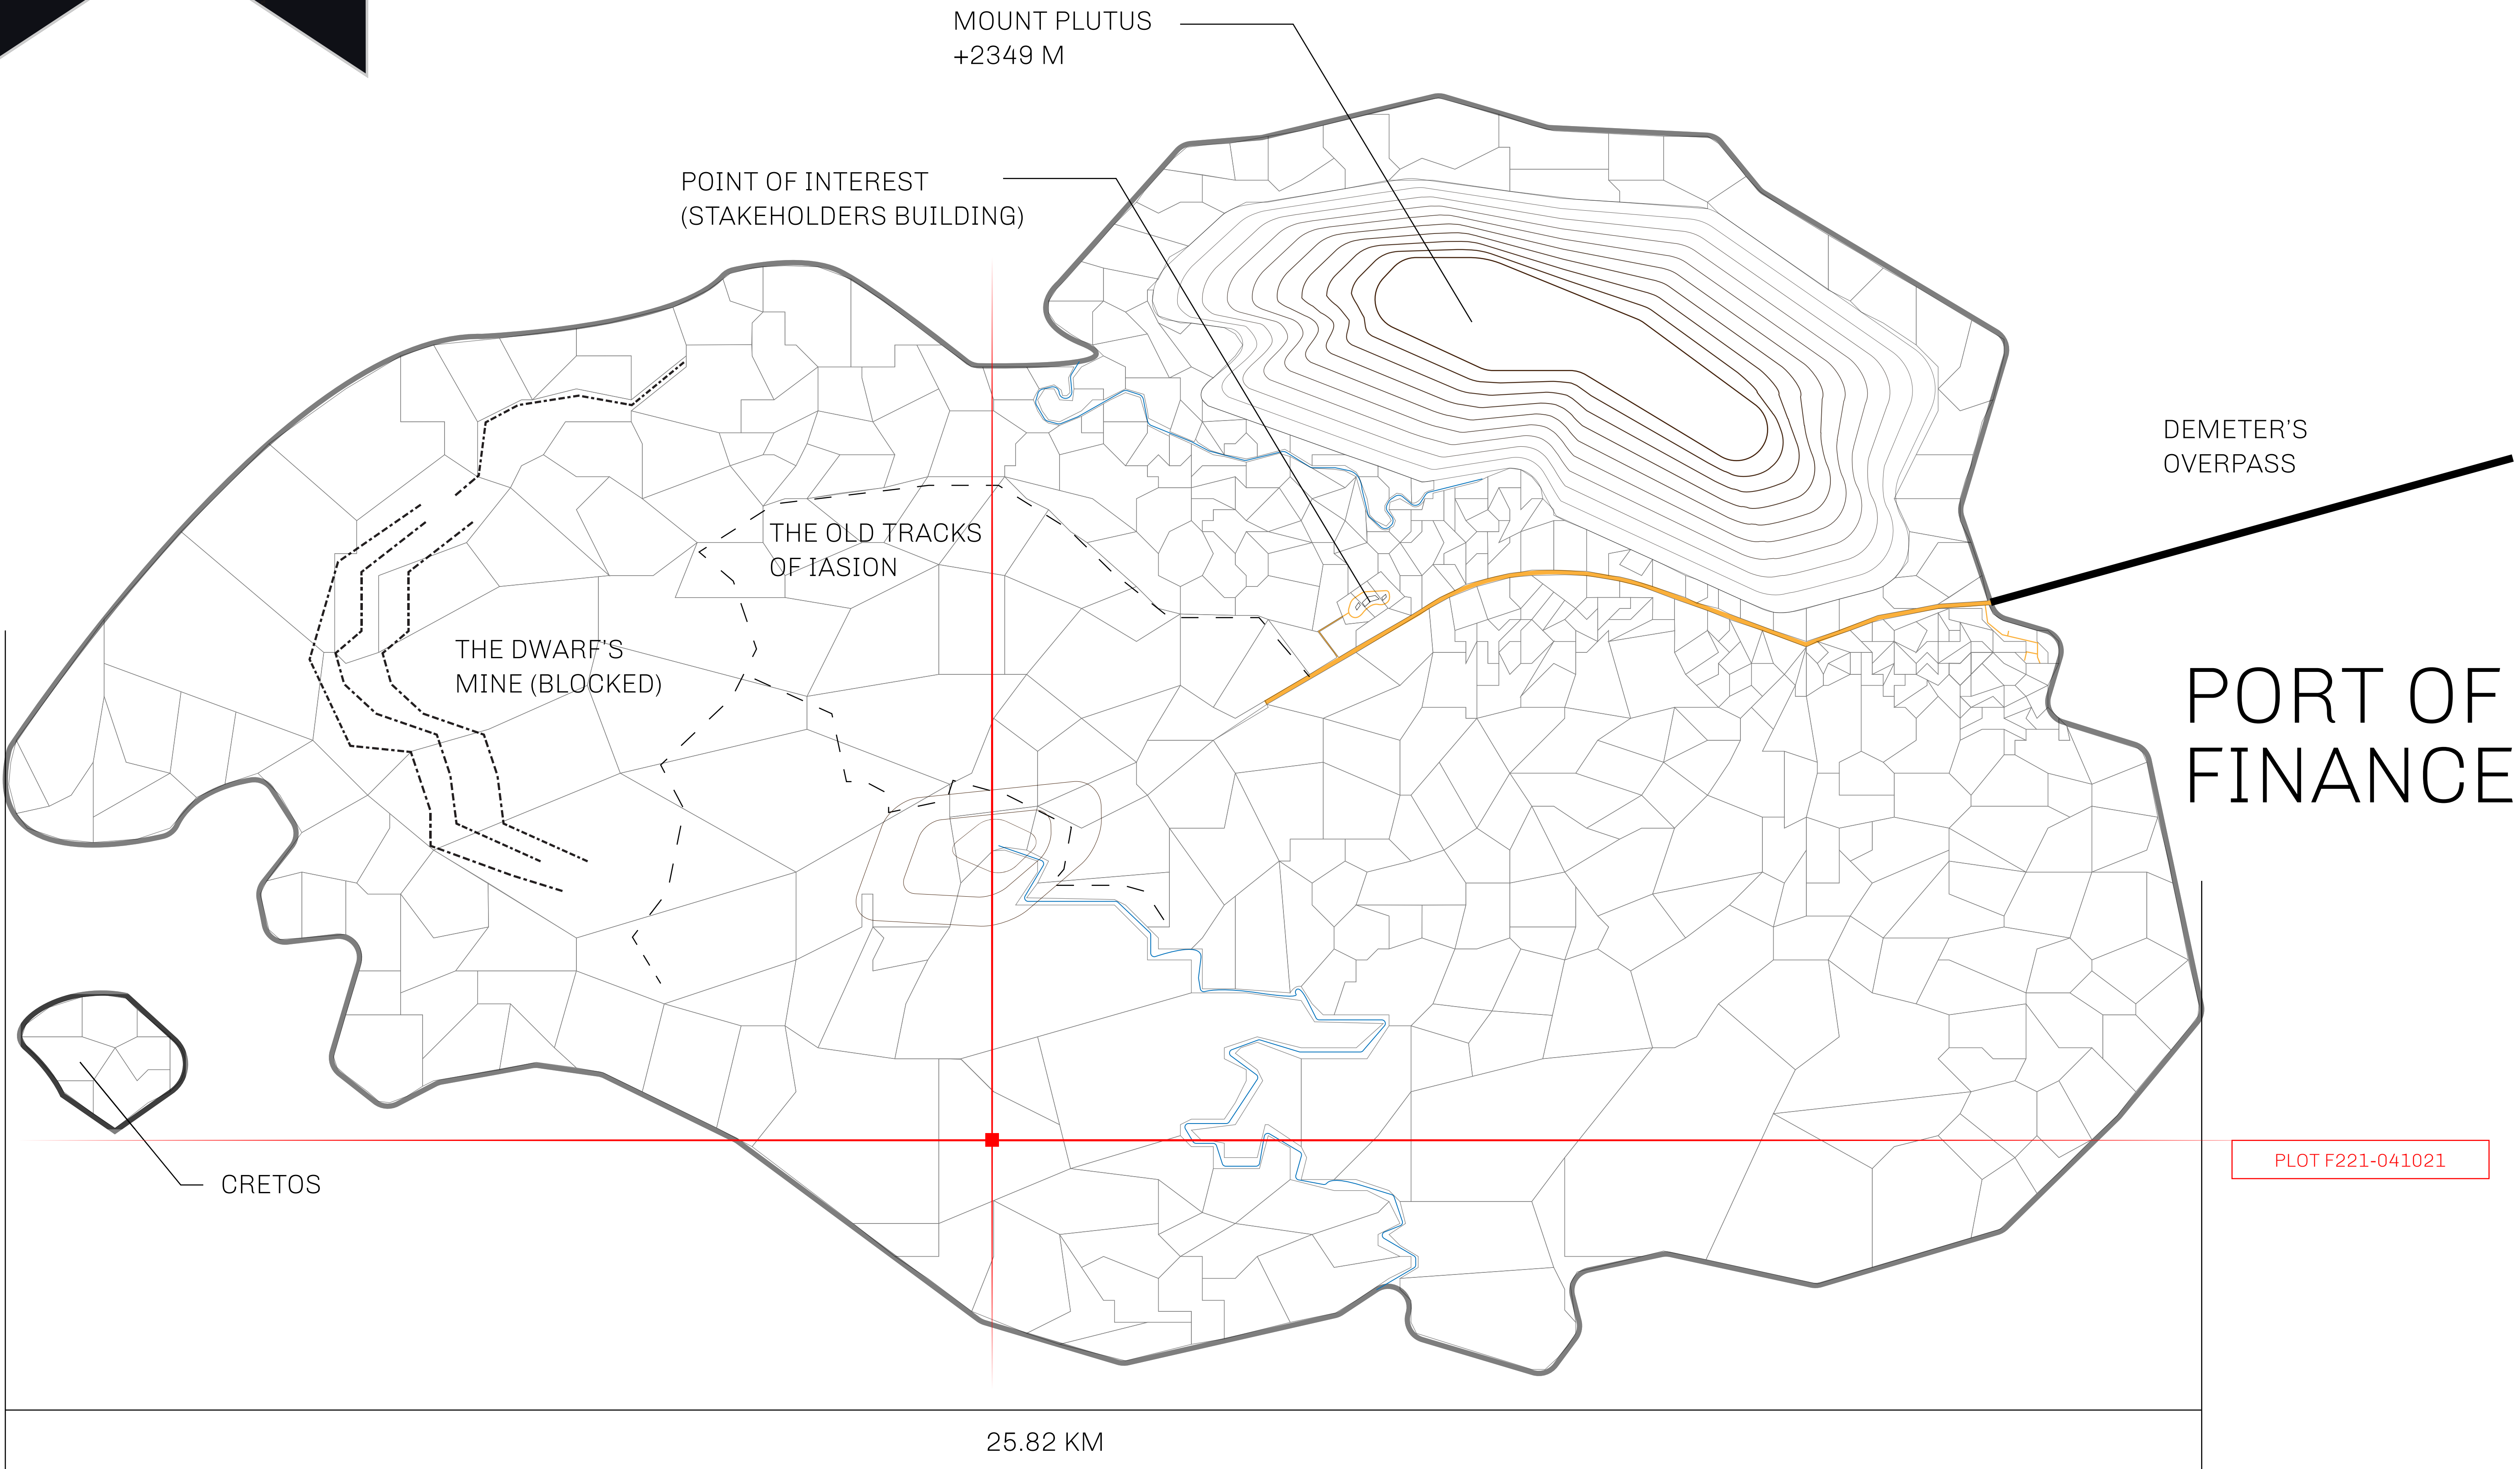 MOUNT PLUTUS
+2349 M
POINT OF INTEREST
(STAKEHOLDERS BUILDING)
DEMETER'S
OVERPASS
THE OLD TRACKS
OF IASION
THE DWARF'S
MINE (BLOCKED)
PORT OF
FINANCE
PLOT F221-041021
CRETOS
25.82 KM